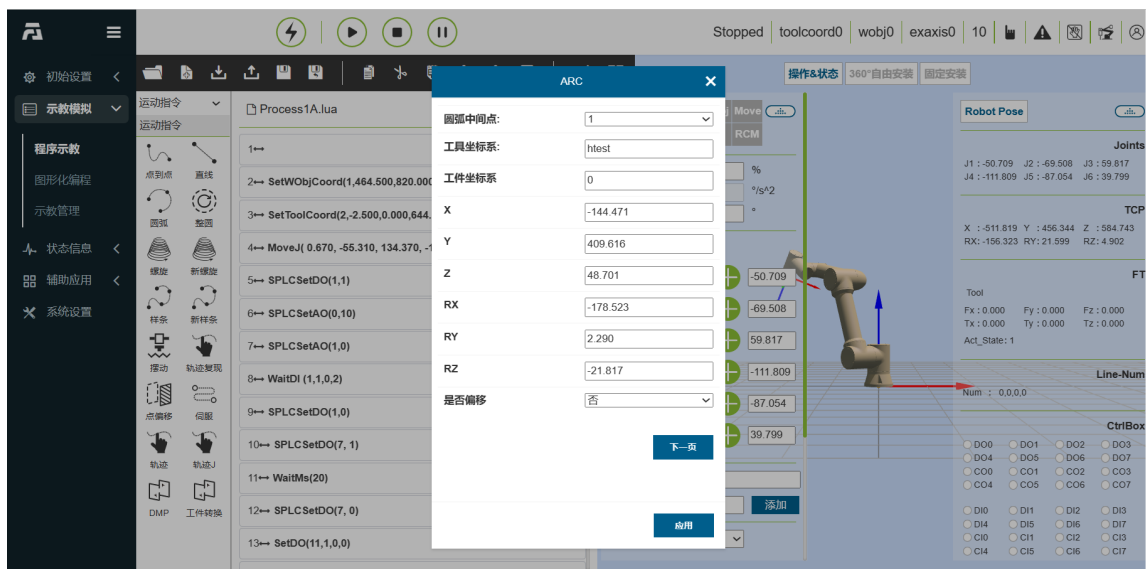 Stopped toolcoord0 wobj0 exaxis0 10
初始设置
示教模拟
程序示教
图形化编程
示教管理
状态信息
辅助应用
系统设置
运动指令
运动指令
点到点 直线
圆弧 整圆
螺旋 新螺旋
样条 新样条
摆动 轨迹复现
点偏移 伺服
轨迹 轨迹J
DMP 工件转换
Process1A.lua
1
2 SetWObjCoord(1,464.500,820.000
3 SetToolCoord(2,-2.500,0.000,644.
4 MoveJ( 0.670, -55.310, 134.370, -1
5 SPLCSetDO(1,1)
6 SPLCSetAO(0,10)
7 SPLCSetAO(1,0)
8 WaitDI (1,1,0,2)
9 SPLCSetDO(1,0)
10 SPLCSetDO(7, 1)
11 WaitMs(20)
12 SPLCSetDO(7, 0)
13 SetDO(11,1,0,0)
ARC
圆弧中间点: 1
工具坐标系: htest
工件坐标系 0
X -144.471
Y 409.616
Z 48.701
RX -178.523
RY 2.290
RZ -21.817
是否偏移 否
下一页
应用
操作&状态 360°自由安装 固定安装
Move
RCM
%
°/s^2
°
-50.709
-69.508
59.817
-111.809
-87.054
39.799
添加
Robot Pose
Joints
J1 : -50.709 J2 : -69.508 J3 : 59.817
J4 : -111.809 J5 : -87.054 J6 : 39.799
TCP
X : -511.819 Y : 456.344 Z : 584.743
RX: -156.323 RY: 21.599 RZ: 4.902
FT
Tool
Fx : 0.000 Fy : 0.000 Fz : 0.000
Tx : 0.000 Ty : 0.000 Tz : 0.000
Act_State: 1
Line-Num
Num : 0,0,0,0
CtrlBox
DO0 DO1 DO2 DO3
DO4 DO5 DO6 DO7
CO0 CO1 CO2 CO3
CO4 CO5 CO6 CO7
DI0 DI1 DI2 DI3
DI4 DI5 DI6 DI7
CI0 CI1 CI2 CI3
CI4 CI5 CI6 CI7